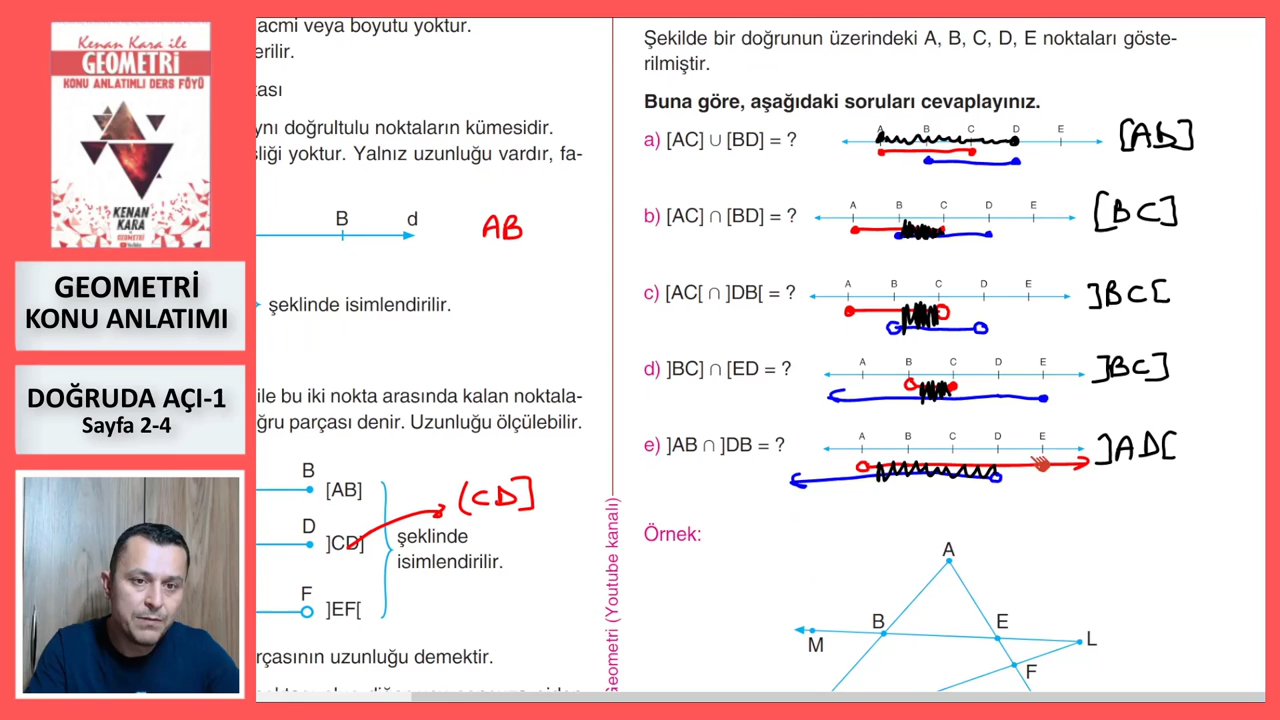 Kenan Kara ile
GEOMETRİ
KONU ANLATIMLI DERS FÖYÜ
KENAN
KARA
GEOMETRİ
GEOMETRİ
KONU ANLATIMI
DOĞRUDA AÇI-1
Sayfa 2-4
acmi veya boyutu yoktur.
erilir.
tası
ynı doğrultulu noktaların kümesidir.
liği yoktur. Yalnız uzunluğu vardır, fa-
B d
AB
şeklinde isimlendirilir.
ile bu iki nokta arasında kalan noktala-
ğru parçası denir. Uzunluğu ölçülebilir.
B
[AB]
(CD]
D
]CD]
şeklinde
isimlendirilir.
F
]EF[
rçasının uzunluğu demektir.
Geometri (Youtube kanalı)
Şekilde bir doğrunun üzerindeki A, B, C, D, E noktaları göste-
rilmiştir.
Buna göre, aşağıdaki soruları cevaplayınız.
A B C D E
a) [AC] ∪ [BD] = ? [AD]
A B C D E
b) [AC] ∩ [BD] = ? [BC]
A B C D E
c) [AC[ ∩ ]DB[ = ? ]BC[
A B C D E
d) ]BC] ∩ [ED = ? ]BC]
A B C D E
e) ]AB ∩ ]DB = ? ]AD[
Örnek:
A
B E
M L
F